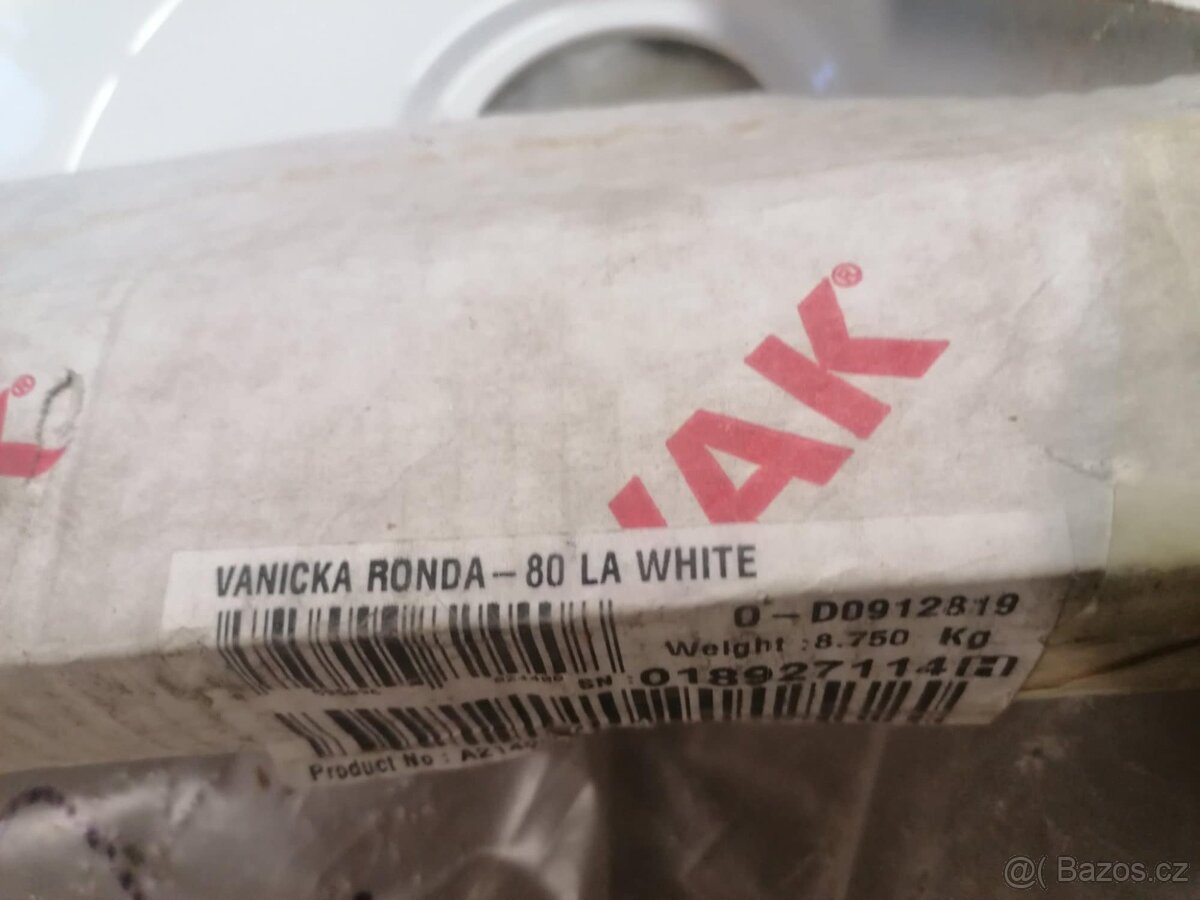 AK®
K®
VANICKA RONDA-80 LA WHITE
0-D0912819
Weight :8.750 Kg
SN :018927114
Product No :
@( Bazos.cz